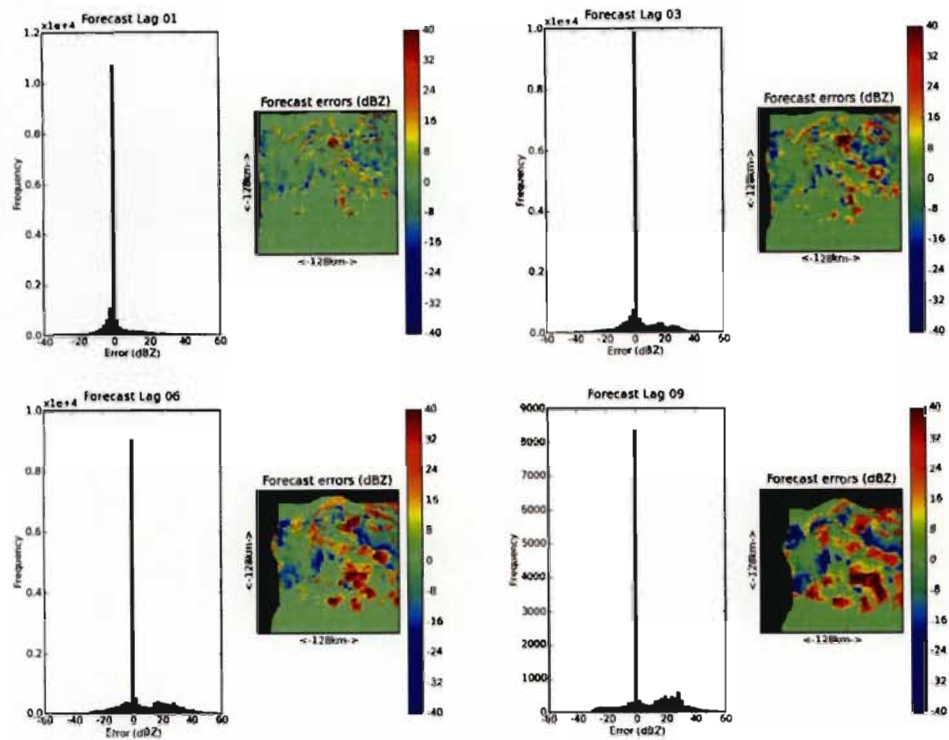 Forecast Lag 01
x1e+4
1.2
1.0
0.8
0.6
0.4
0.2
0.0
Frequency
-40 -20 0 20 40 60
Error (dBZ)
Forecast errors (dBZ)
<-128km->
<-128km->
40
32
24
16
8
0
-8
-16
-24
-32
-40
Forecast Lag 03
x1e+4
1.0
0.8
0.6
0.4
0.2
0.0
Frequency
-60 -40 -20 0 20 40 60
Error (dBZ)
Forecast errors (dBZ)
<-128km->
<-128km->
40
32
24
16
8
0
-8
-16
-24
-32
-40
Forecast Lag 06
x1e+4
1.0
0.8
0.6
0.4
0.2
0.0
Frequency
-60 -40 -20 0 20 40 60
Error (dBZ)
Forecast errors (dBZ)
<-128km->
<-128km->
40
32
24
16
8
0
-8
-16
-24
-32
-40
Forecast Lag 09
9000
8000
7000
6000
5000
4000
3000
2000
1000
0
Frequency
-60 -40 -20 0 20 40 60
Error (dBZ)
Forecast errors (dBZ)
<-128km->
<-128km->
40
32
24
16
8
0
-8
-16
-24
-32
-40